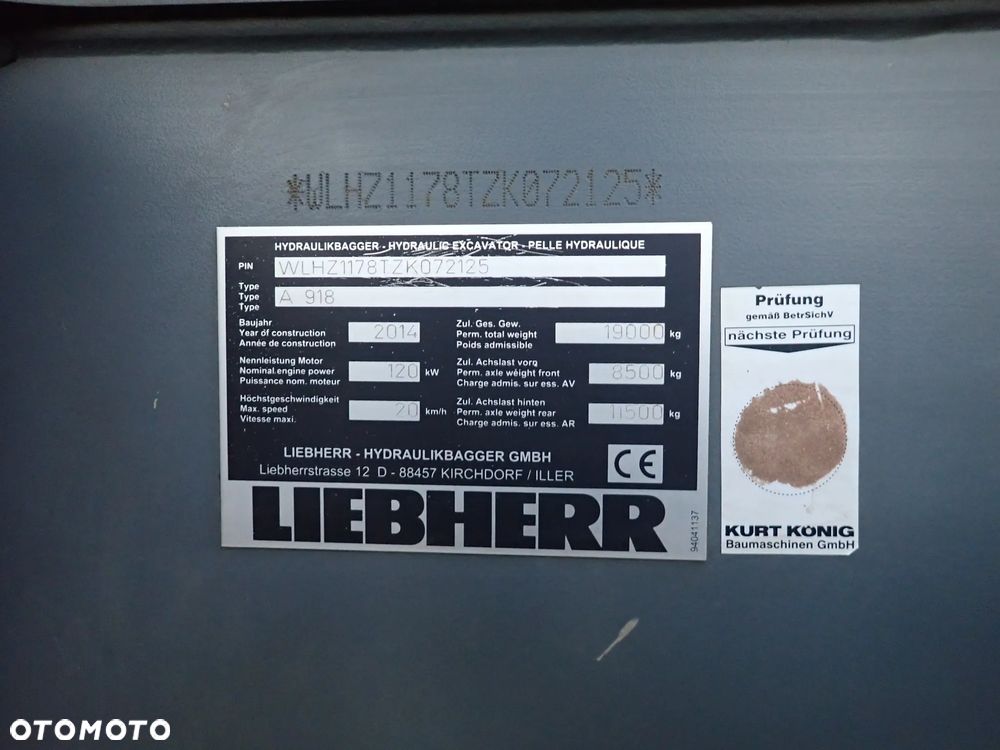 *WLHZ1178TZK072125*
HYDRAULIKBAGGER - HYDRAULIC EXCAVATOR - PELLE HYDRAULIQUE
PIN WLHZ1178TZK072125
Type
Type A 918
Type
Baujahr
Year of construction 2014
Année de construction
Zul. Ges. Gew.
Perm. total weight 19000 kg
Poids admissible
Nennleistung Motor
Nominal engine power 120 kW
Puissance nom. moteur
Zul. Achslast vorg
Perm. axle weight front 8500 kg
Charge admis. sur ess. AV
Höchstgeschwindigkeit
Max. speed 20 km/h
Vitesse maxi.
Zul. Achslast hinten
Perm. axle weight rear 11500 kg
Charge admis. sur ess. AR
LIEBHERR - HYDRAULIKBAGGER GMBH
Liebherrstrasse 12 D - 88457 KIRCHDORF / ILLER
CE
LIEBHERR
94041137
Prüfung
gemäß BetrSichV
nächste Prüfung
KURT KÖNIG
Baumaschinen GmbH
OTOMOTO